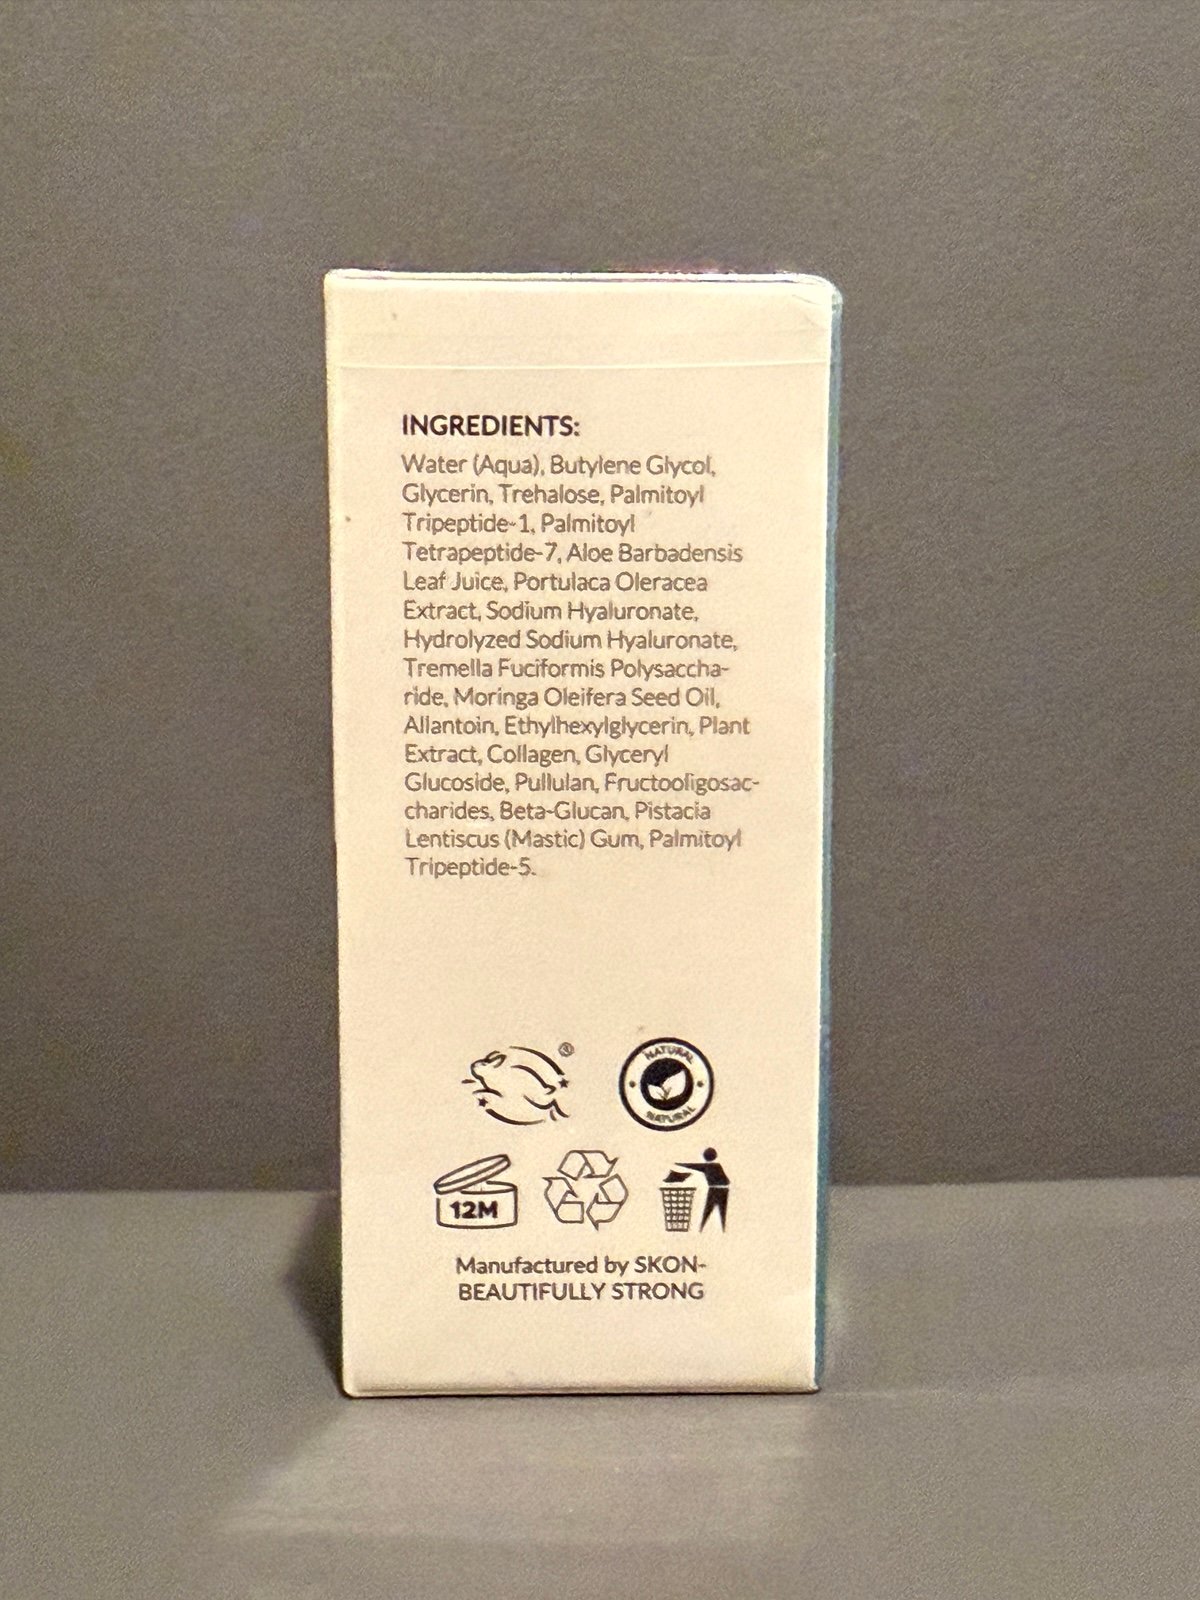 INGREDIENTS:
Water (Aqua), Butylene Glycol,
Glycerin, Trehalose, Palmitoyl
Tripeptide-1, Palmitoyl
Tetrapeptide-7, Aloe Barbadensis
Leaf Juice, Portulaca Oleracea
Extract, Sodium Hyaluronate,
Hydrolyzed Sodium Hyaluronate,
Tremella Fuciformis Polysaccha-
ride, Moringa Oleifera Seed Oil,
Allantoin, Ethylhexylglycerin, Plant
Extract, Collagen, Glyceryl
Glucoside, Pullulan, Fructooligosac-
charides, Beta-Glucan, Pistacia
Lentiscus (Mastic) Gum, Palmitoyl
Tripeptide-5.
®
NATURAL
NATURAL
12M
Manufactured by SKON-
BEAUTIFULLY STRONG